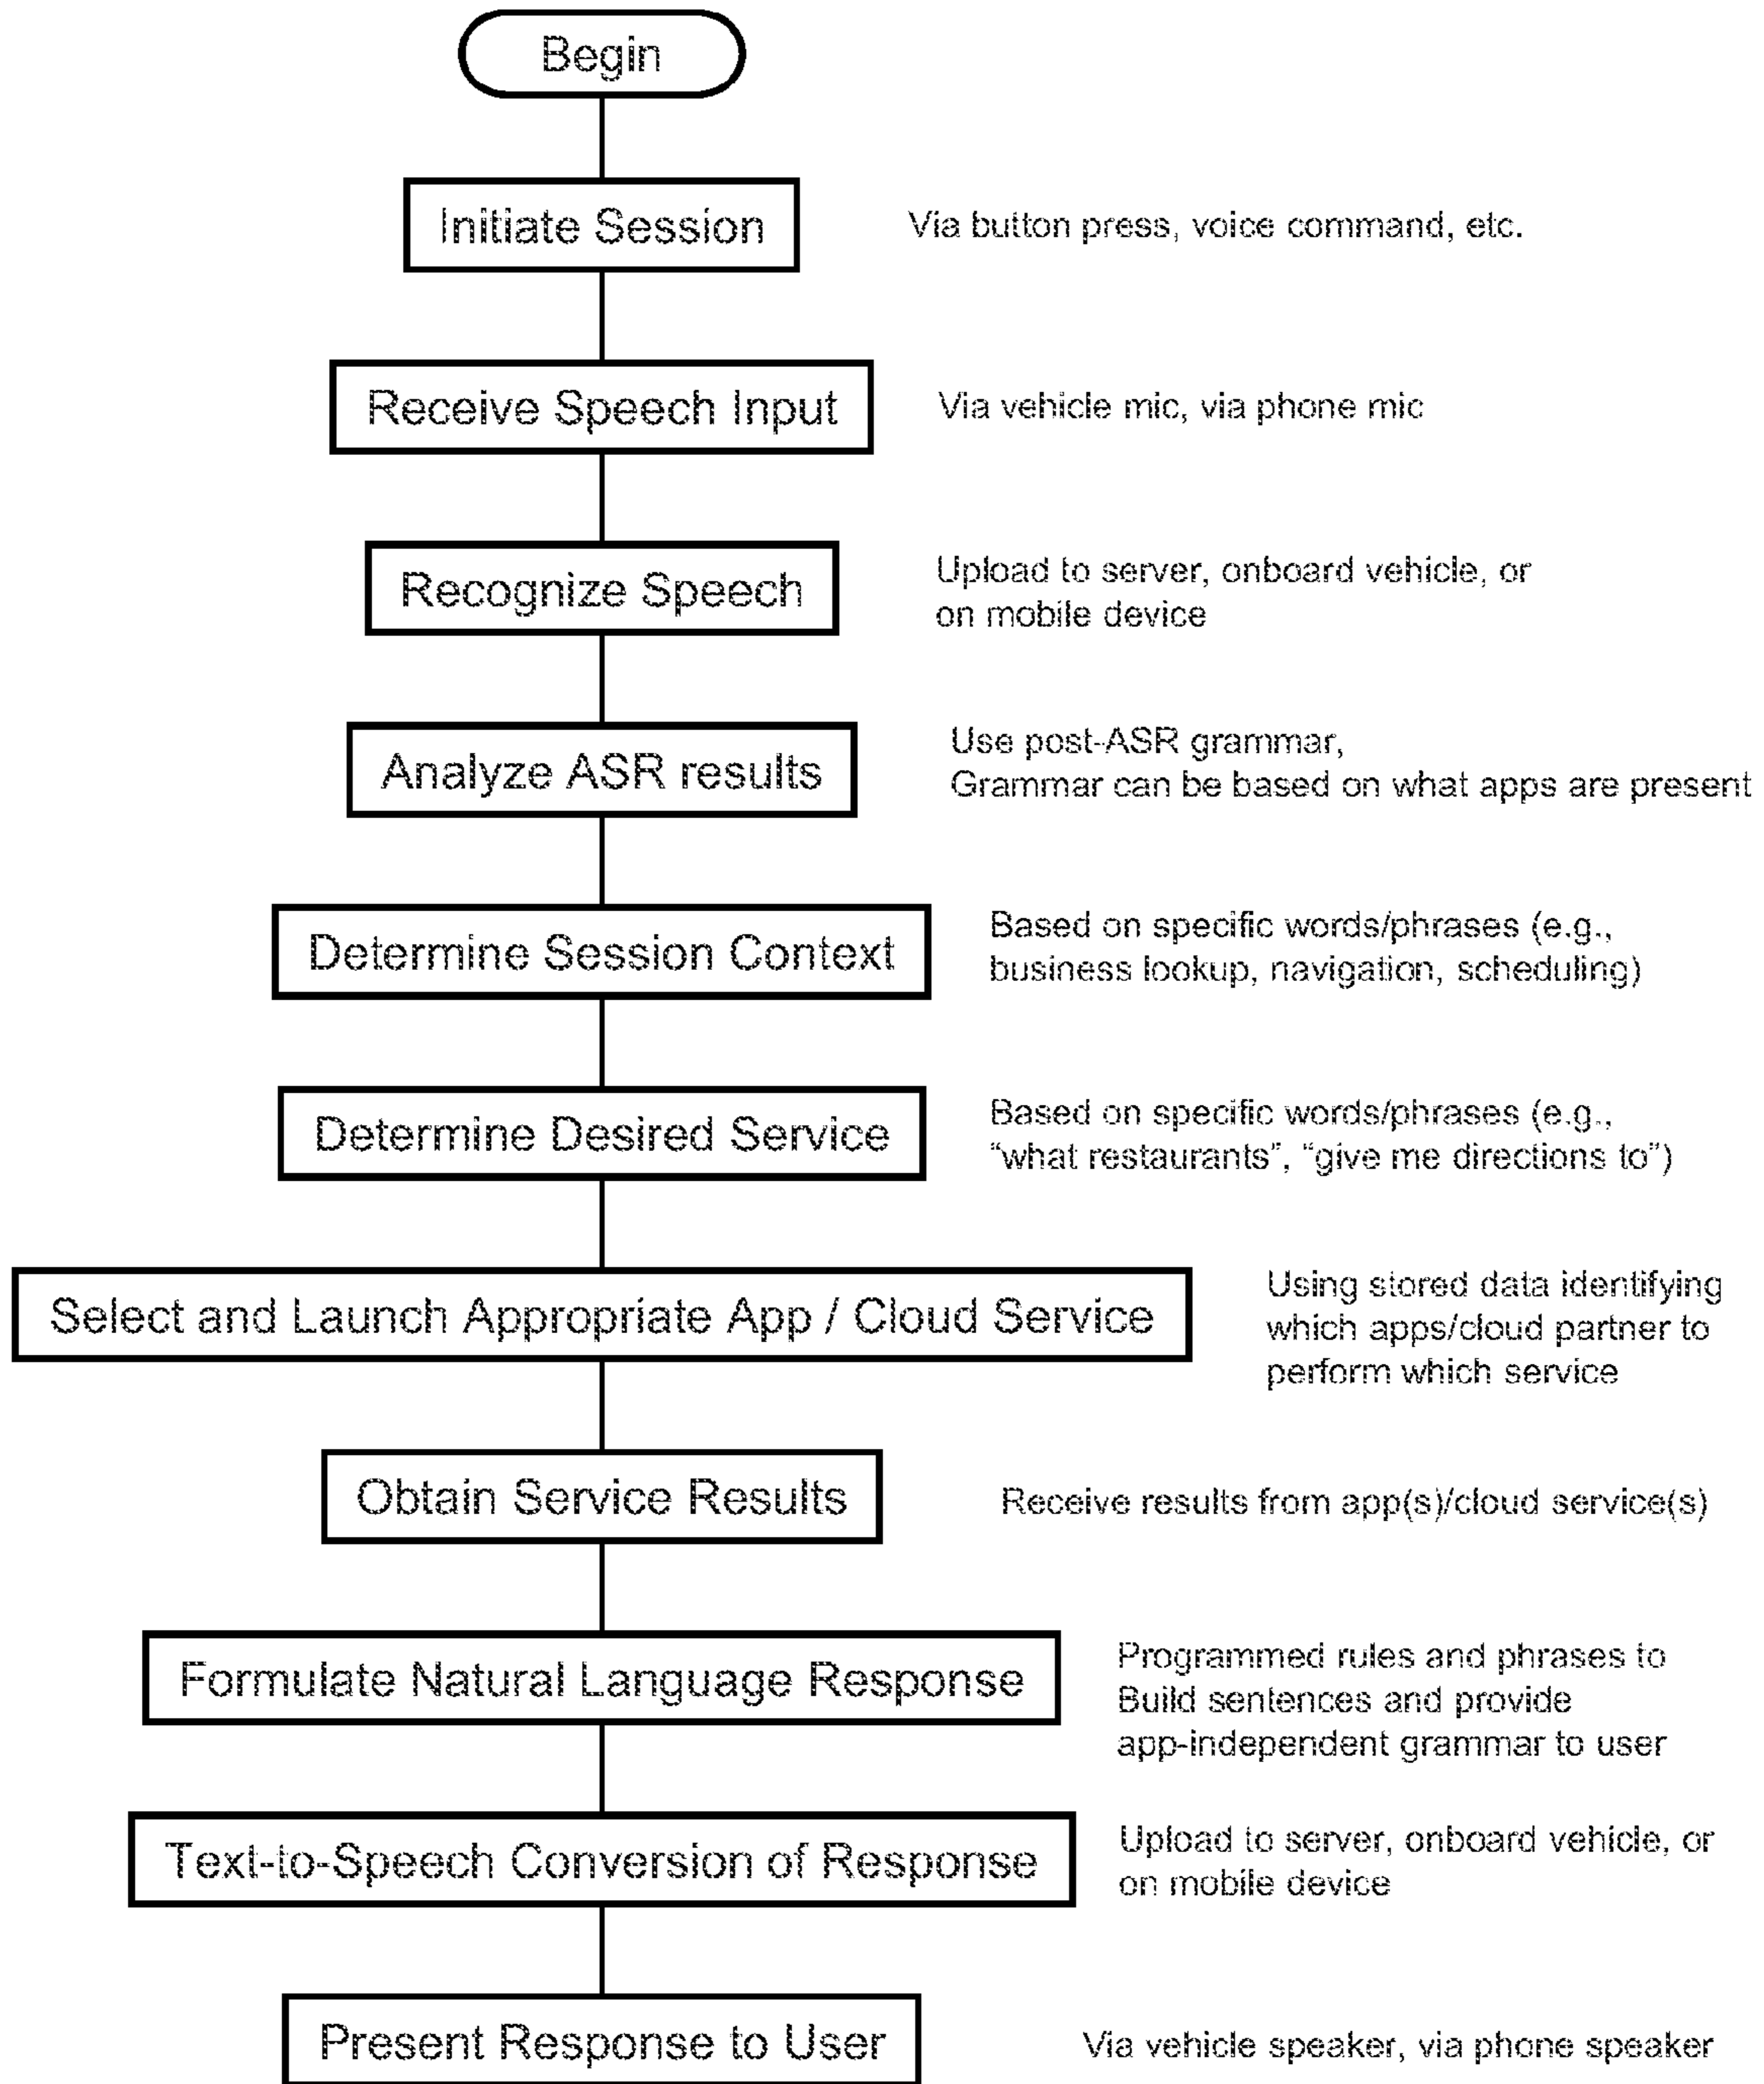 Begin
Initiate Session
Via button press, voice command, etc.
Receive Speech Input
Via vehicle mic, via phone mic
Recognize Speech
Upload to server, onboard vehicle, or
on mobile device
Analyze ASR results
Use post-ASR grammar,
Grammar can be based on what apps are present
Determine Session Context
Based on specific words/phrases (e.g.,
business lookup, navigation, scheduling)
Determine Desired Service
Based on specific words/phrases (e.g.,
“what restaurants”, “give me directions to”)
Select and Launch Appropriate App / Cloud Service
Using stored data identifying
which apps/cloud partner to
perform which service
Obtain Service Results
Receive results from app(s)/cloud service(s)
Formulate Natural Language Response
Programmed rules and phrases to
Build sentences and provide
app-independent grammar to user
Text-to-Speech Conversion of Response
Upload to server, onboard vehicle, or
on mobile device
Present Response to User
Via vehicle speaker, via phone speaker